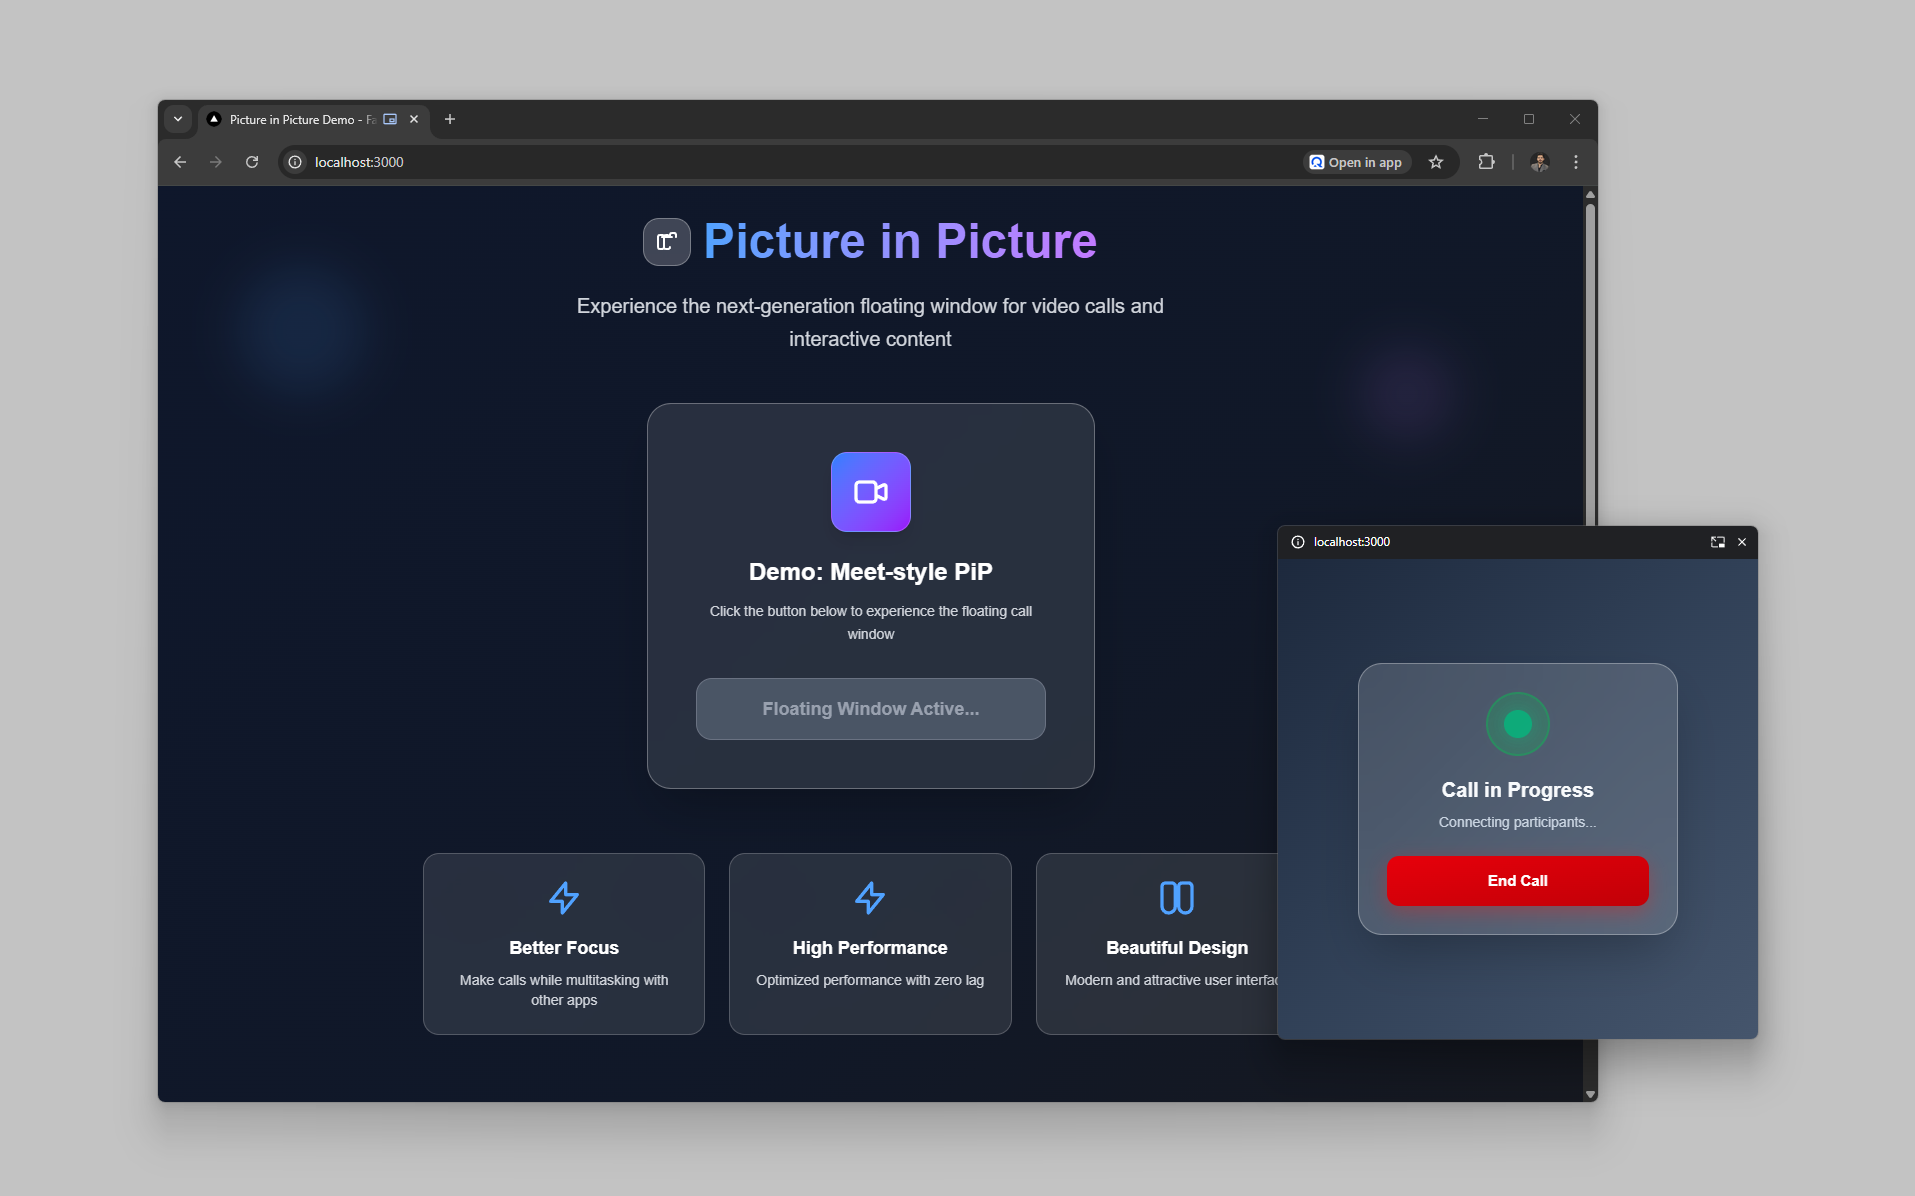 Picture in Picture Demo - Fa
localhost:3000
Open in app
Picture in Picture
Experience the next-generation floating window for video calls and
interactive content
Demo: Meet-style PiP
Click the button below to experience the floating call
window
Floating Window Active...
Better Focus
Make calls while multitasking with
other apps
High Performance
Optimized performance with zero lag
Beautiful Design
Modern and attractive user interfac
localhost:3000
Call in Progress
Connecting participants...
End Call